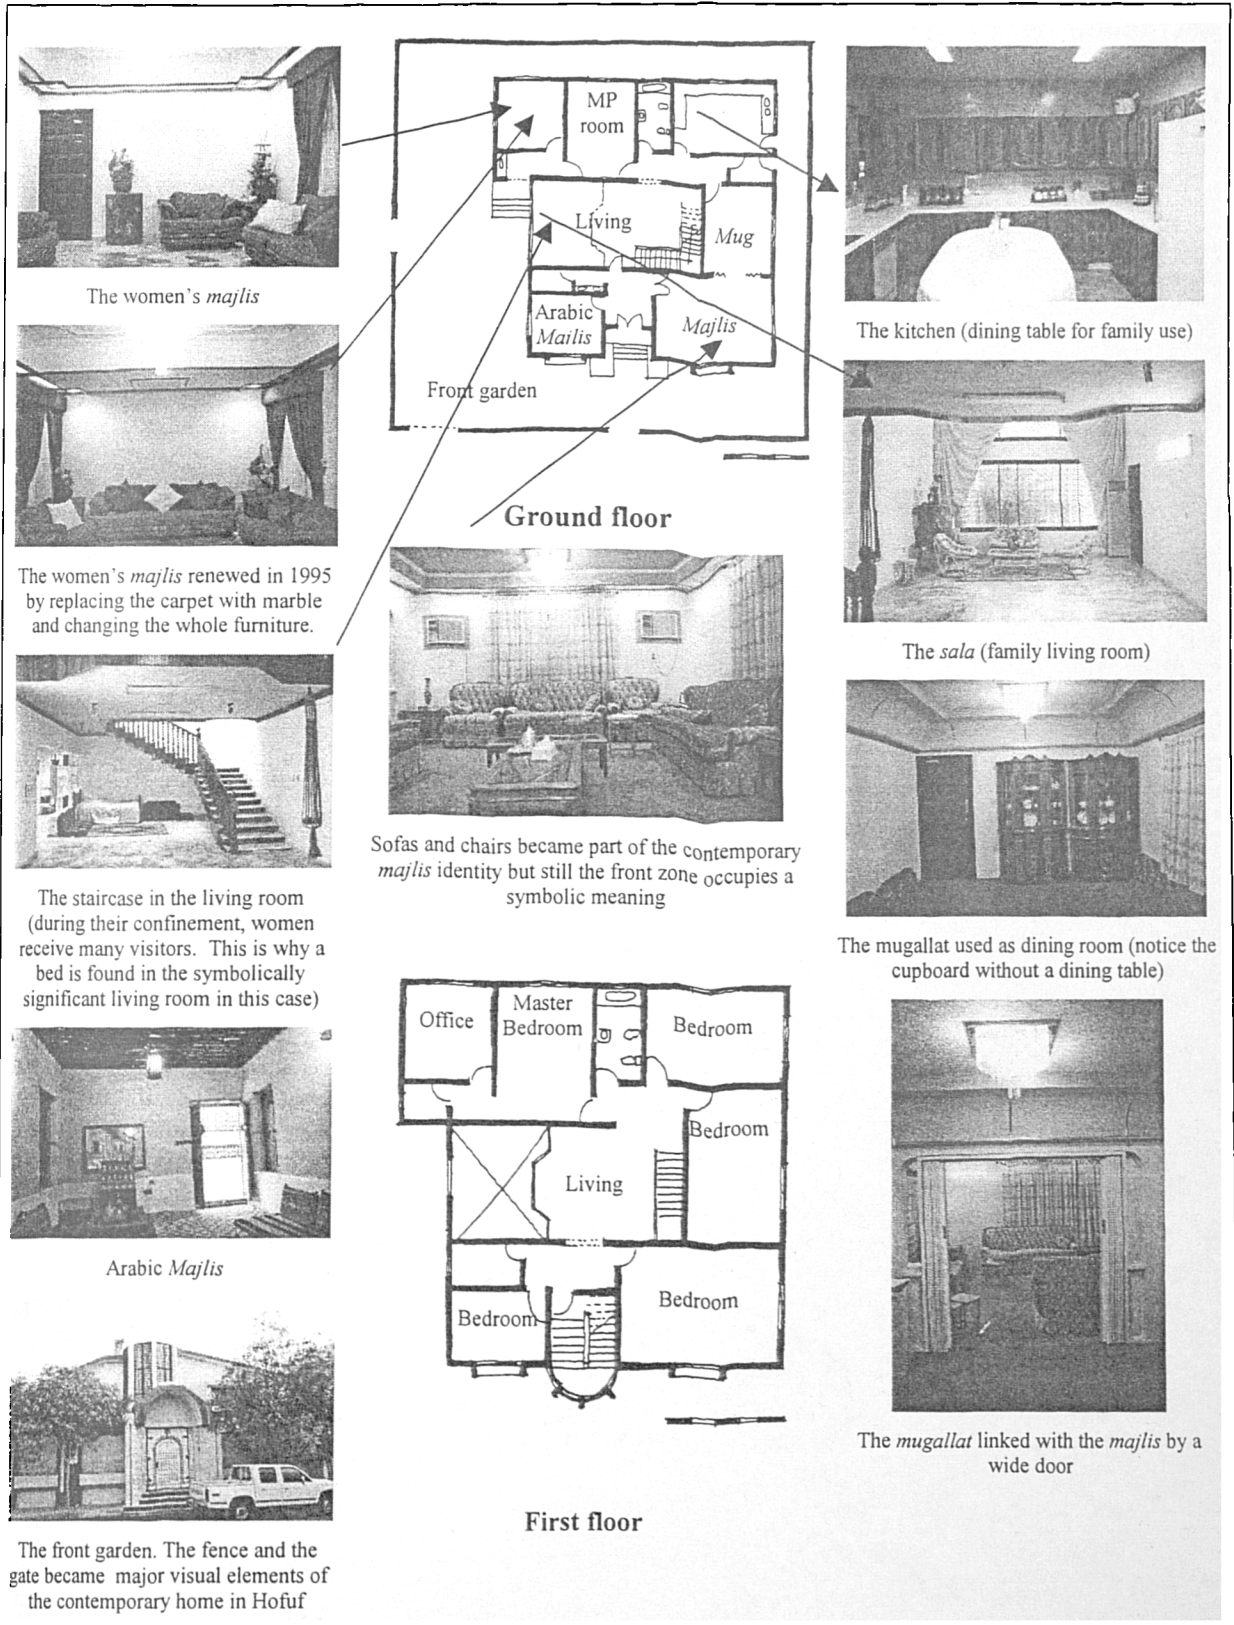 The women's majlis
The women's majlis renewed in 1995
by replacing the carpet with marble
and changing the whole furniture.
The staircase in the living room
(during their confinement, women
receive many visitors. This is why a
bed is found in the symbolically
significant living room in this case)
Arabic Majlis
The front garden. The fence and the
gate became major visual elements of
the contemporary home in Hofuf
MP
room
Living
Mug
Arabic
Mailis
Majlis
Front garden
Ground floor
Sofas and chairs became part of the contemporary
majlis identity but still the front zone occupies a
symbolic meaning
Office
Master
Bedroom
Bedroom
Bedroom
Living
Bedroom
Bedroom
First floor
The kitchen (dining table for family use)
The sala (family living room)
The mugallat used as dining room (notice the
cupboard without a dining table)
The mugallat linked with the majlis by a
wide door